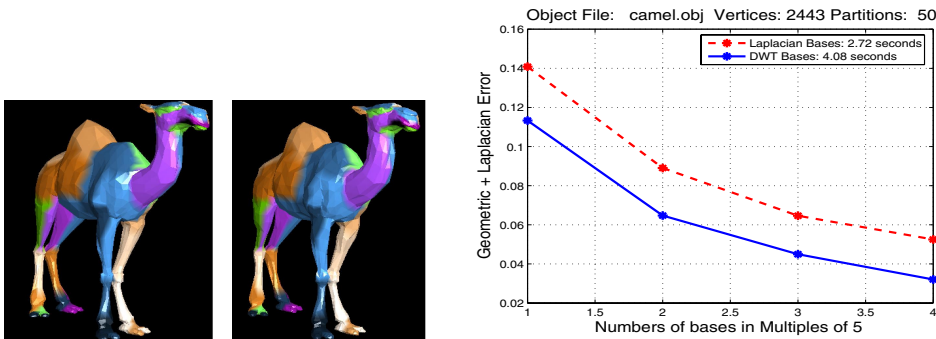 Object File: camel.obj Vertices: 2443 Partitions: 50
0.16
0.14
0.12
0.1
0.08
0.06
0.04
0.02
Geometric + Laplacian Error
Laplacian Bases: 2.72 seconds
DWT Bases: 4.08 seconds
1 1.5 2 2.5 3 3.5 4
Numbers of bases in Multiples of 5